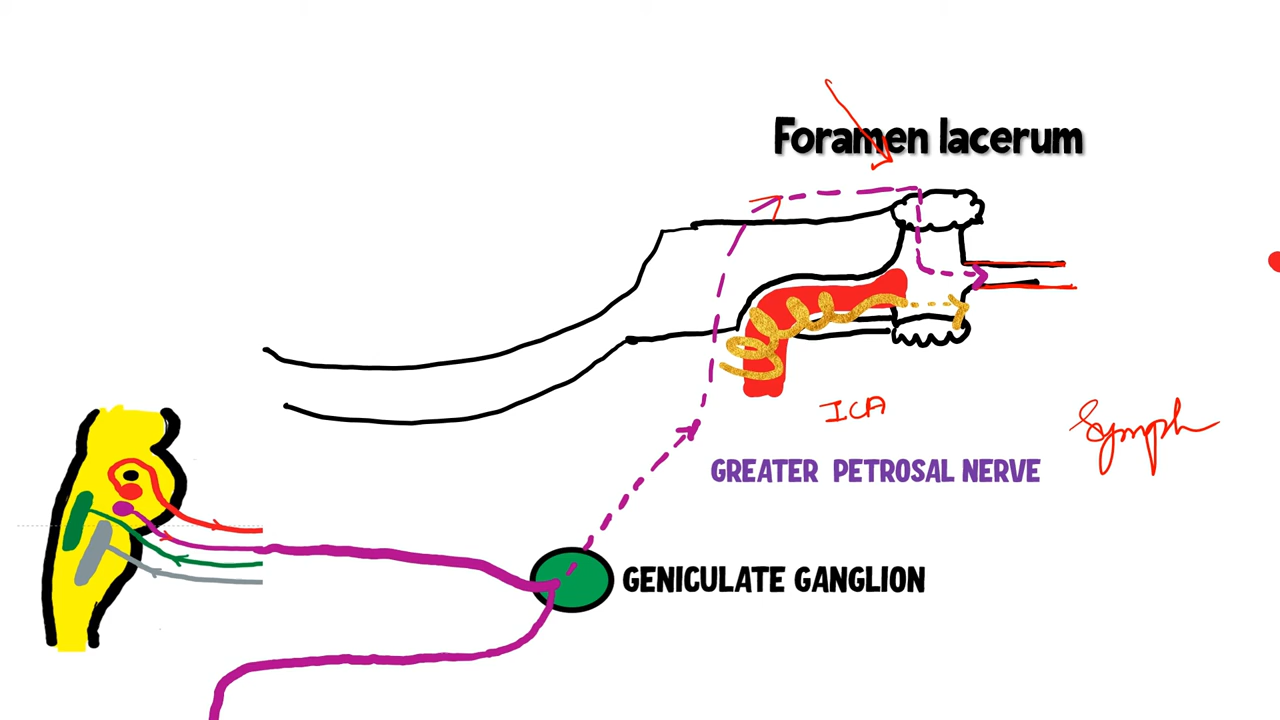 Foramen lacerum
ICA
Symph
GREATER PETROSAL NERVE
GENICULATE GANGLION